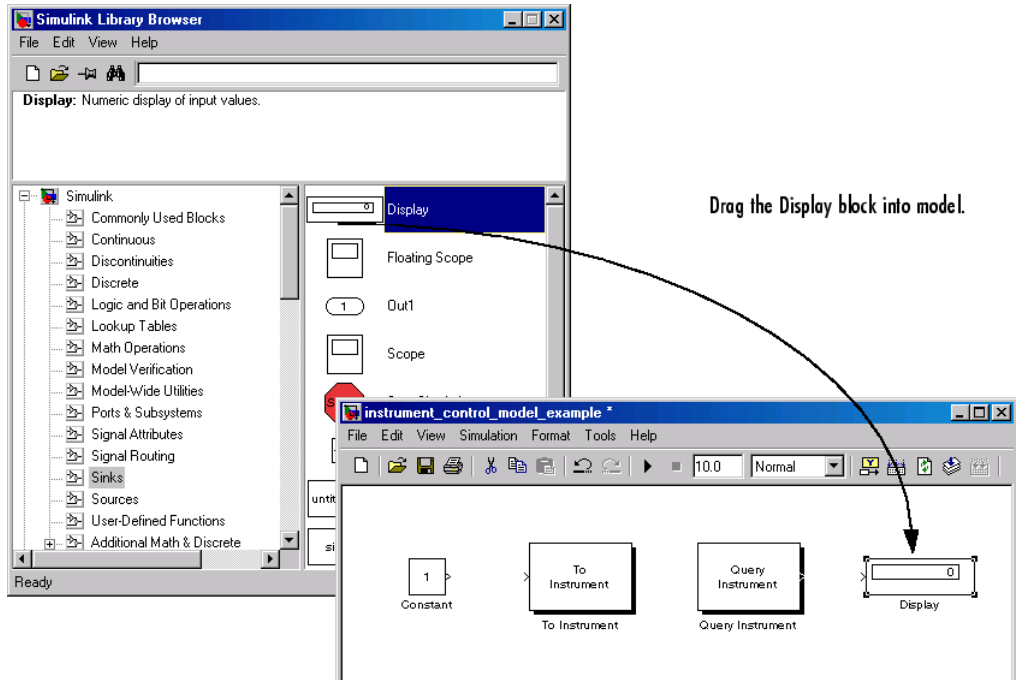 Simulink Library Browser
File Edit View Help
Display: Numeric display of input values.
Simulink
Commonly Used Blocks
Continuous
Discontinuities
Discrete
Logic and Bit Operations
Lookup Tables
Math Operations
Model Verification
Model-Wide Utilities
Ports & Subsystems
Signal Attributes
Signal Routing
Sinks
Sources
User-Defined Functions
Additional Math & Discrete
Ready
0 Display
Floating Scope
1 Out1
Scope
Drag the Display block into model.
instrument_control_model_example *
File Edit View Simulation Format Tools Help
10.0 Normal
1
Constant
To
Instrument
To Instrument
Query
Instrument
Query Instrument
0
Display